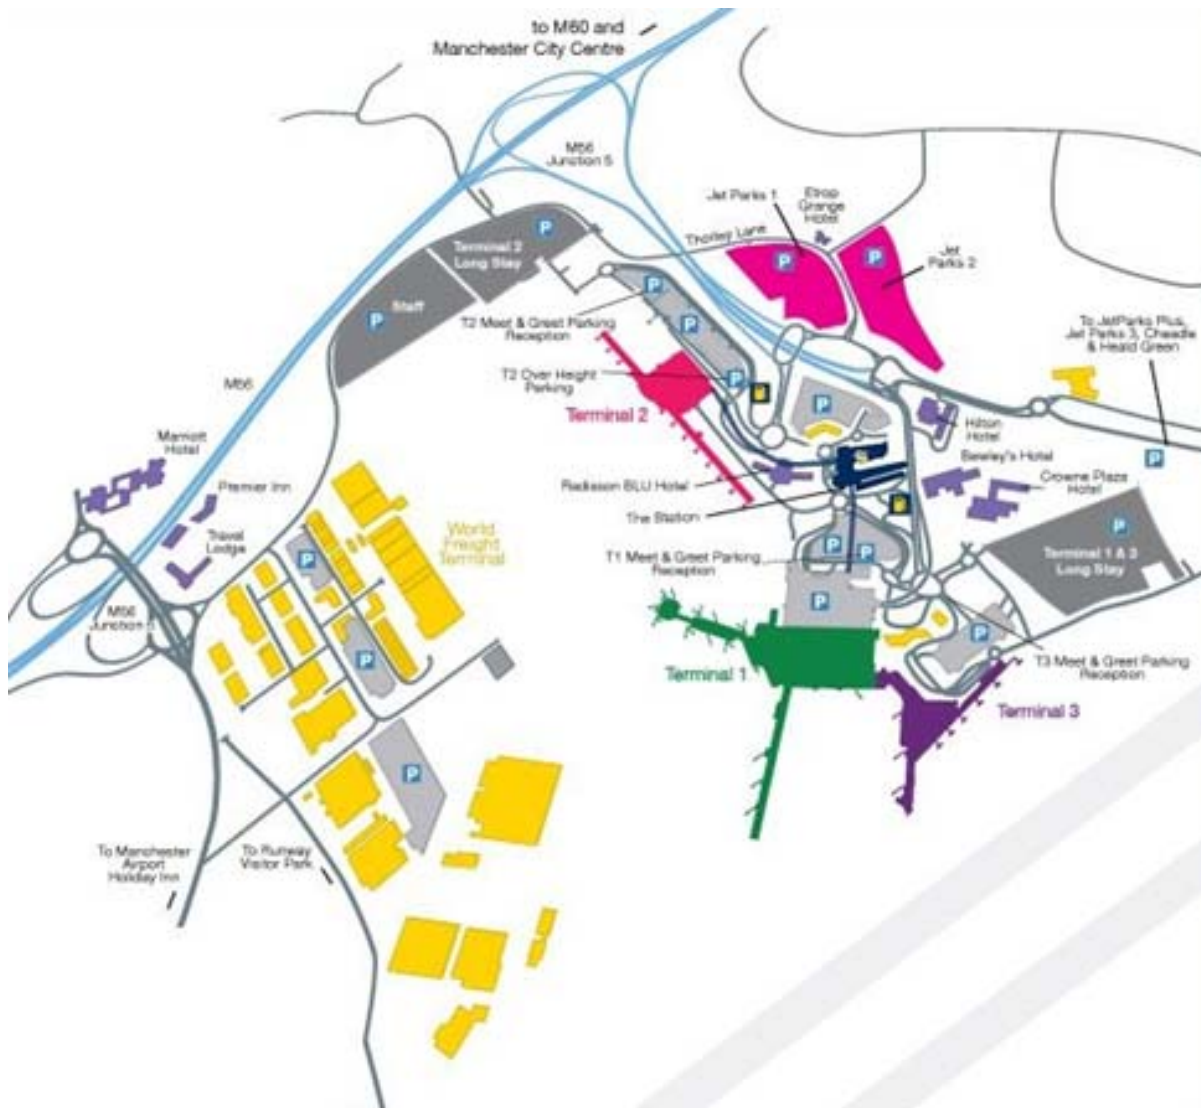 to M60 and
Manchester City Centre
M56
Junction 5
Jet Parks 1
Etrop
Grange
Hotel
Thorley Lane
Jet
Parks 2
P
Terminal 2
Long Stay
P
Staff
P
P
P
P
P
T2 Meet & Greet Parking
Reception
To JetParks Plus,
Jet Parks 3, Cheadle
& Heald Green
T2 Over Height
Parking
P
P
M56
Terminal 2
Hilton
Hotel
Marriott
Hotel
Bewley's Hotel
P
Premier Inn
Radisson BLU Hotel
Crowne Plaza
Hotel
The Station
World
Freight
Terminal
Travel
Lodge
P
P
P
P
T1 Meet & Greet Parking
Reception
Terminal 1 & 3
Long Stay
P
M56
Junction 6
P
P
Terminal 1
T3 Meet & Greet Parking
Reception
Terminal 3
P
To Manchester
Airport
Holiday Inn
To Runway
Visitor Park